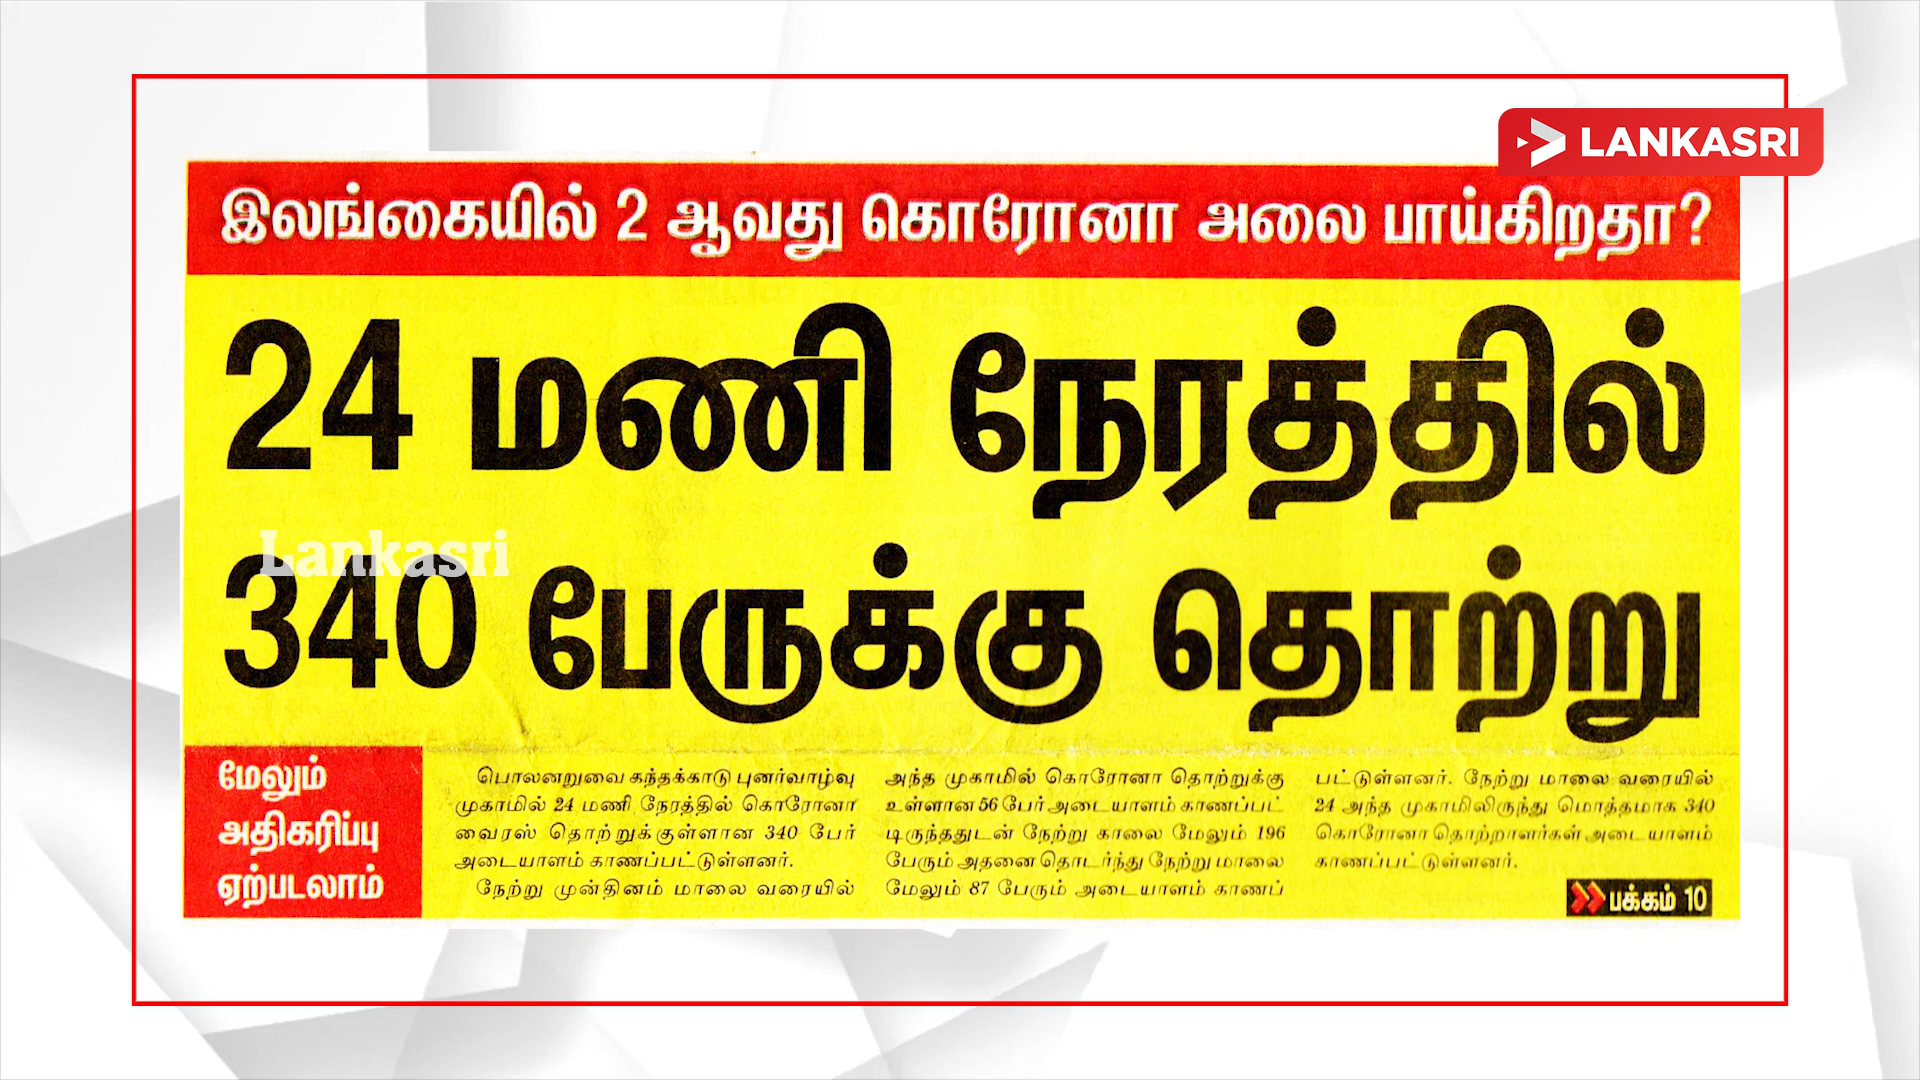 LANKASRI
இலங்கையில் 2 ஆவது கொரோனா அலை பாய்கிறதா?
24 மணி நேரத்தில்
340 பேருக்கு தொற்று
Lankasri
மேலும்
அதிகரிப்பு
ஏற்படலாம்
பொலனறுவை கந்தக்காடு புனர்வாழ்வு
முகாமில் 24 மணி நேரத்தில் கொரோனா
வைரஸ் தொற்றுக்குள்ளான 340 பேர்
அடையாளம் காணப்பட்டுள்ளனர்.
நேற்று முன்தினம் மாலை வரையில்
அந்த முகாமில் கொரோனா தொற்றுக்கு
உள்ளான 56 பேர் அடையாளம் காணப்பட்
டிருந்ததுடன் நேற்று காலை மேலும் 196
பேரும் அதனை தொடர்ந்து நேற்று மாலை
மேலும் 87 பேரும் அடையாளம் காணப்
பட்டுள்ளனர். நேற்று மாலை வரையில்
24 அந்த முகாமிலிருந்து மொத்தமாக 340
கொரோனா தொற்றாளர்கள் அடையாளம்
காணப்பட்டுள்ளனர்.
பக்கம் 10